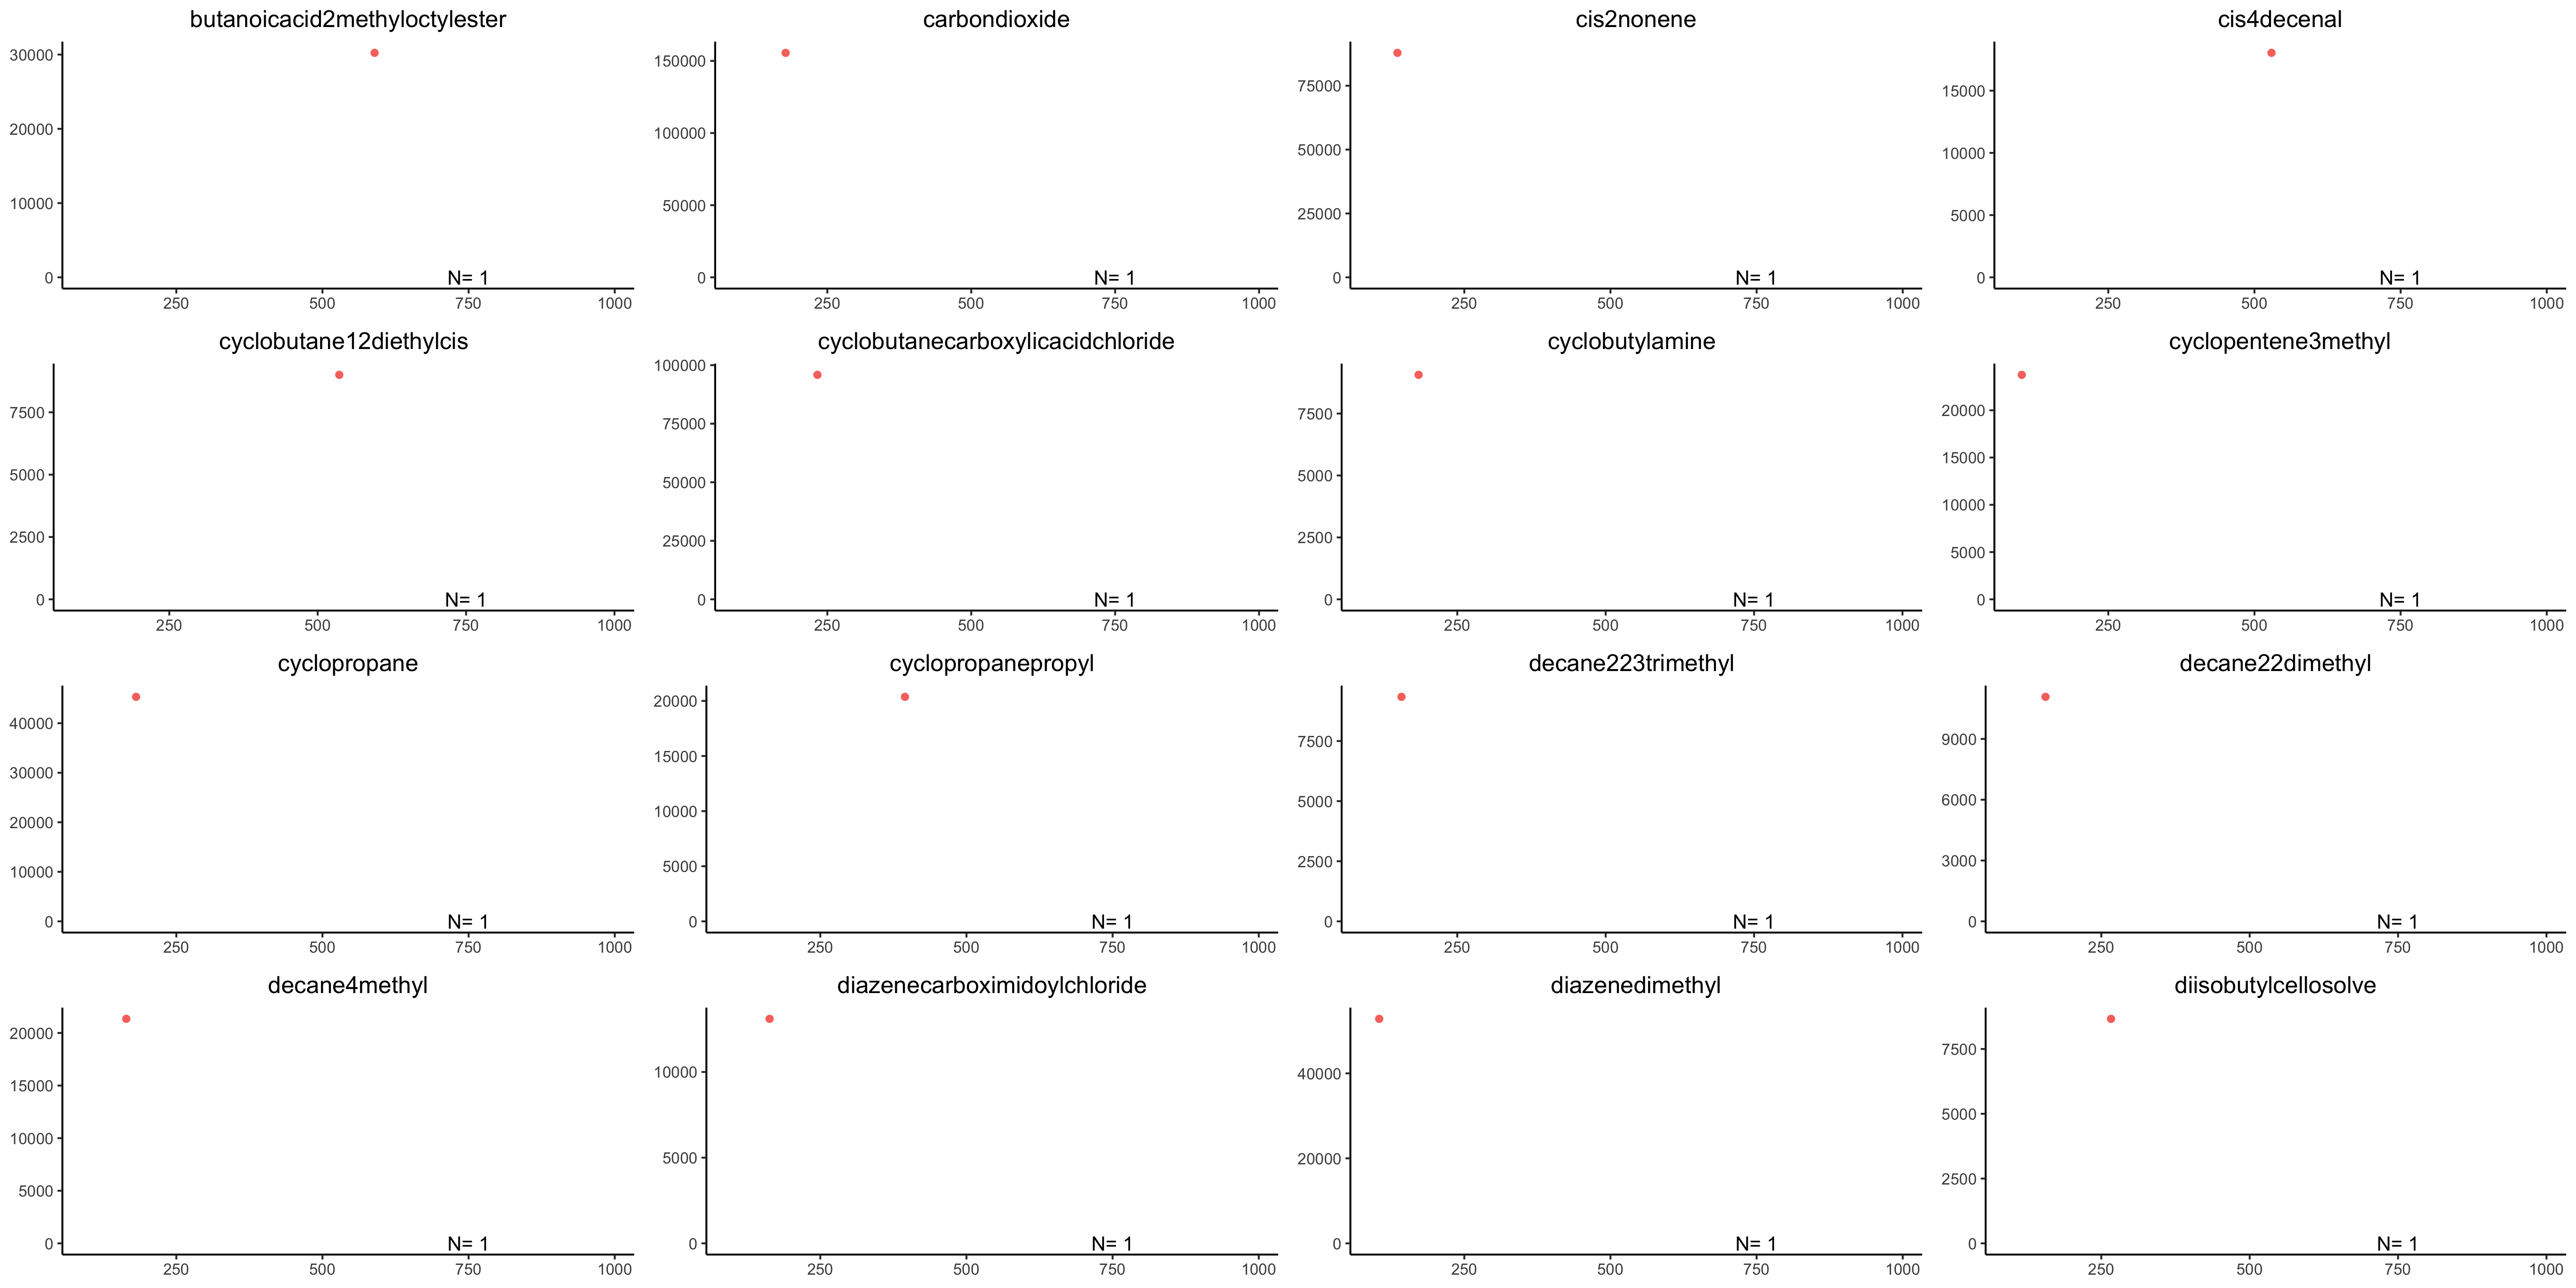 butanoicacid2methyloctylester
30000
20000
10000
0
N= 1
250 500 750 1000
carbondioxide
150000
100000
50000
0
N= 1
250 500 750 1000
cis2nonene
75000
50000
25000
0
N= 1
250 500 750 1000
cis4decenal
15000
10000
5000
0
N= 1
250 500 750 1000
cyclobutane12diethylcis
7500
5000
2500
0
N= 1
250 500 750 1000
cyclobutanecarboxylicacidchloride
100000
75000
50000
25000
0
N= 1
250 500 750 1000
cyclobutylamine
7500
5000
2500
0
N= 1
250 500 750 1000
cyclopentene3methyl
20000
15000
10000
5000
0
N= 1
250 500 750 1000
cyclopropane
40000
30000
20000
10000
0
N= 1
250 500 750 1000
cyclopropanepropyl
20000
15000
10000
5000
0
N= 1
250 500 750 1000
decane223trimethyl
7500
5000
2500
0
N= 1
250 500 750 1000
decane22dimethyl
9000
6000
3000
0
N= 1
250 500 750 1000
decane4methyl
20000
15000
10000
5000
0
N= 1
250 500 750 1000
diazenecarboximidoylchloride
10000
5000
0
N= 1
250 500 750 1000
diazenedimethyl
40000
20000
0
N= 1
250 500 750 1000
diisobutylcellosolve
7500
5000
2500
0
N= 1
250 500 750 1000